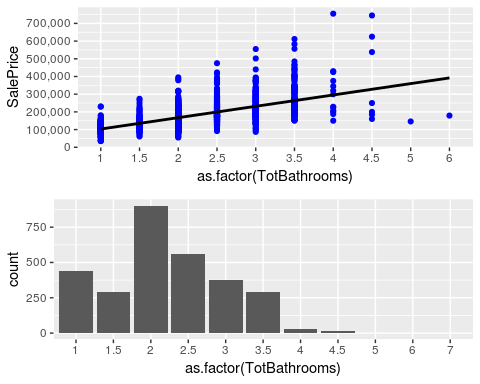 SalePrice
700,000
600,000
500,000
400,000
300,000
200,000
100,000
0
1 1.5 2 2.5 3 3.5 4 4.5 5 6
as.factor(TotBathrooms)
count
750
500
250
0
1 1.5 2 2.5 3 3.5 4 4.5 5 6 7
as.factor(TotBathrooms)